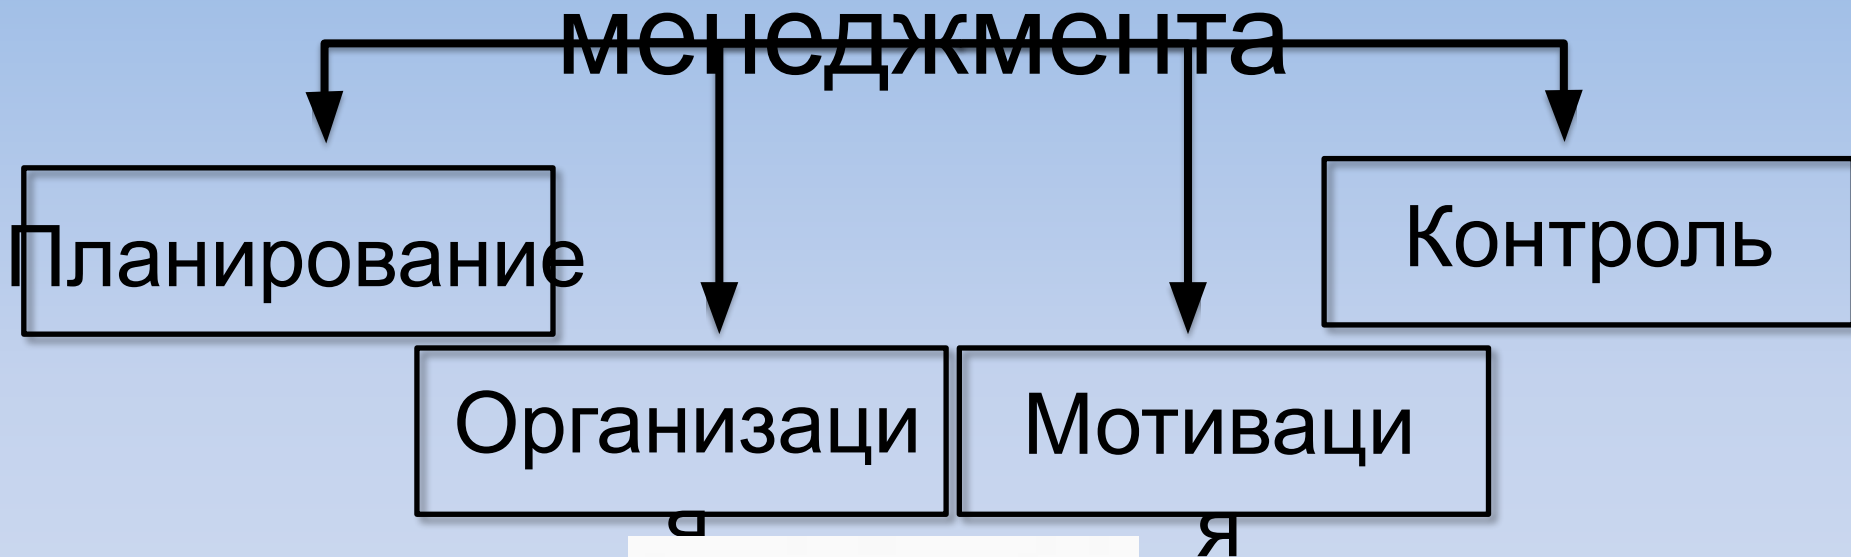 менеджмента
Планирование
Контроль
Организаци
я
Мотиваци
я